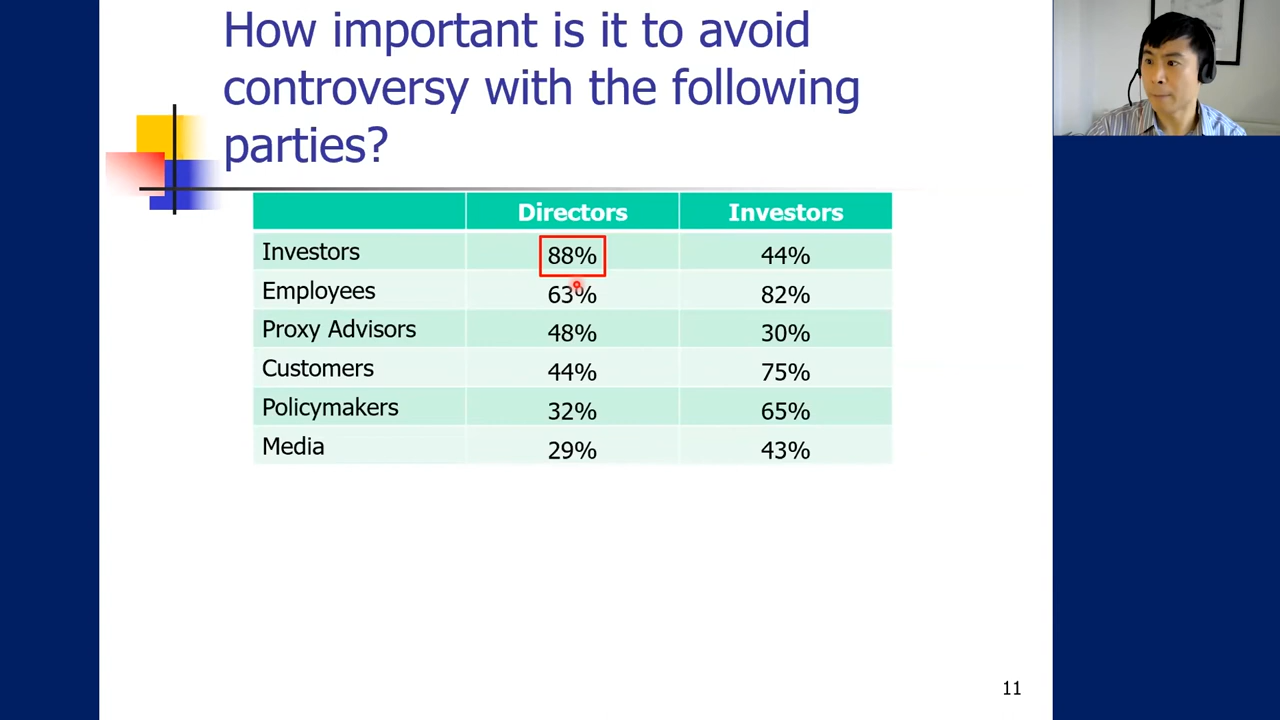 How important is it to avoid
controversy with the following
parties?
Directors Investors
Investors 88% 44%
Employees 63% 82%
Proxy Advisors 48% 30%
Customers 44% 75%
Policymakers 32% 65%
Media 29% 43%
11